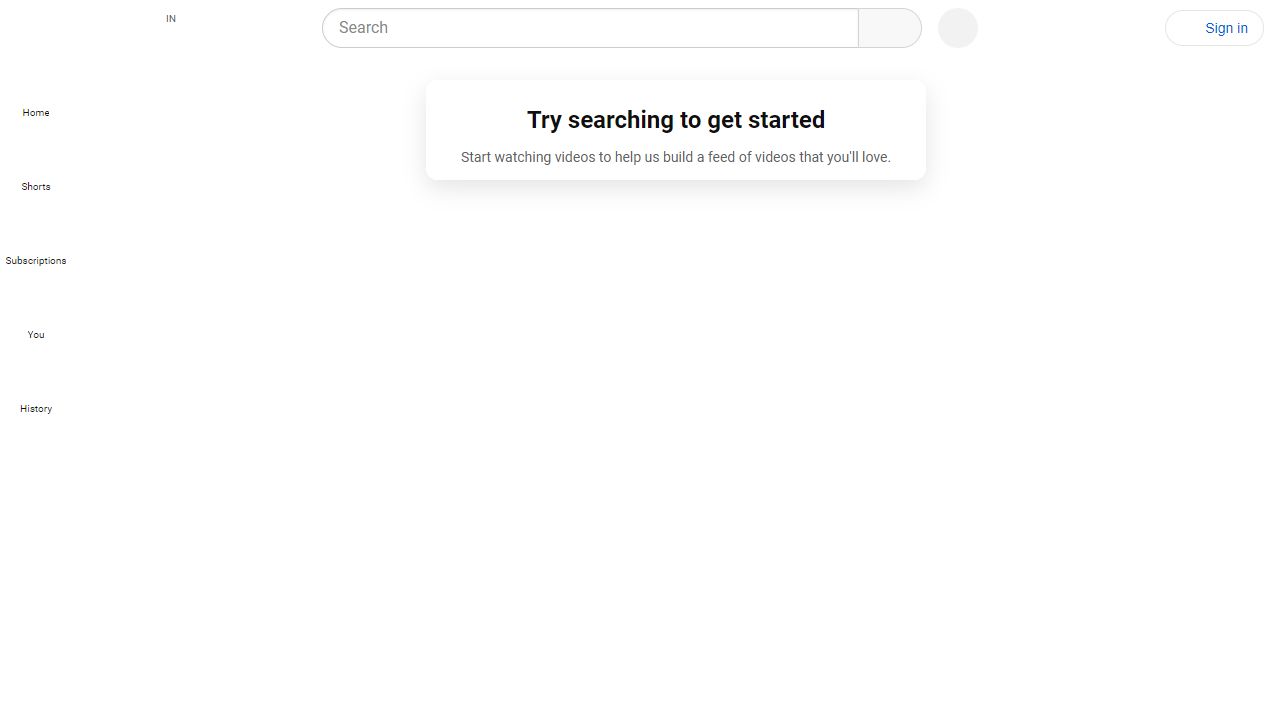 IN
Search
Sign in
Home
Shorts
Subscriptions
You
History
Try searching to get started
Start watching videos to help us build a feed of videos that you'll love.